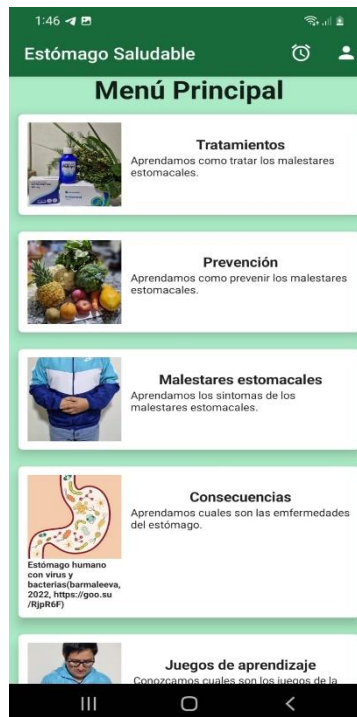 1:46
Estómago Saludable
Menú Principal
Tratamientos
Aprendamos como tratar los malestares
estomacales.
Prevención
Aprendamos como prevenir los malestares
estomacales.
Malestares estomacales
Aprendamos los sintomas de los
malestares estomacales.
Consecuencias
Aprendamos cuales son las emfermedades
del estómago.
Estómago humano
con virus y
bacterias(barmaleeva,
2022, https://goo.su
/RjpR6F)
Juegos de aprendizaje
Conozcamos cuales son los juegos de la